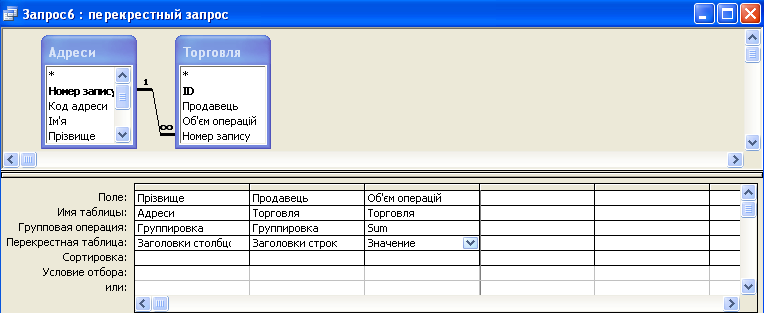 Запрос6 : перекрестный запрос
Адреси
*
Номер запису
Код адреси
Ім'я
Прізвище
1
∞
Торговля
*
ID
Продавець
Об'єм операцій
Номер запису
Поле: Прізвище Продавець Об'єм операцій
Имя таблицы: Адреси Торговля Торговля
Групповая операция: Группировка Группировка Sum
Перекрестная таблица: Заголовки столбцо Заголовки строк Значение
Сортировка:
Условие отбора:
или: